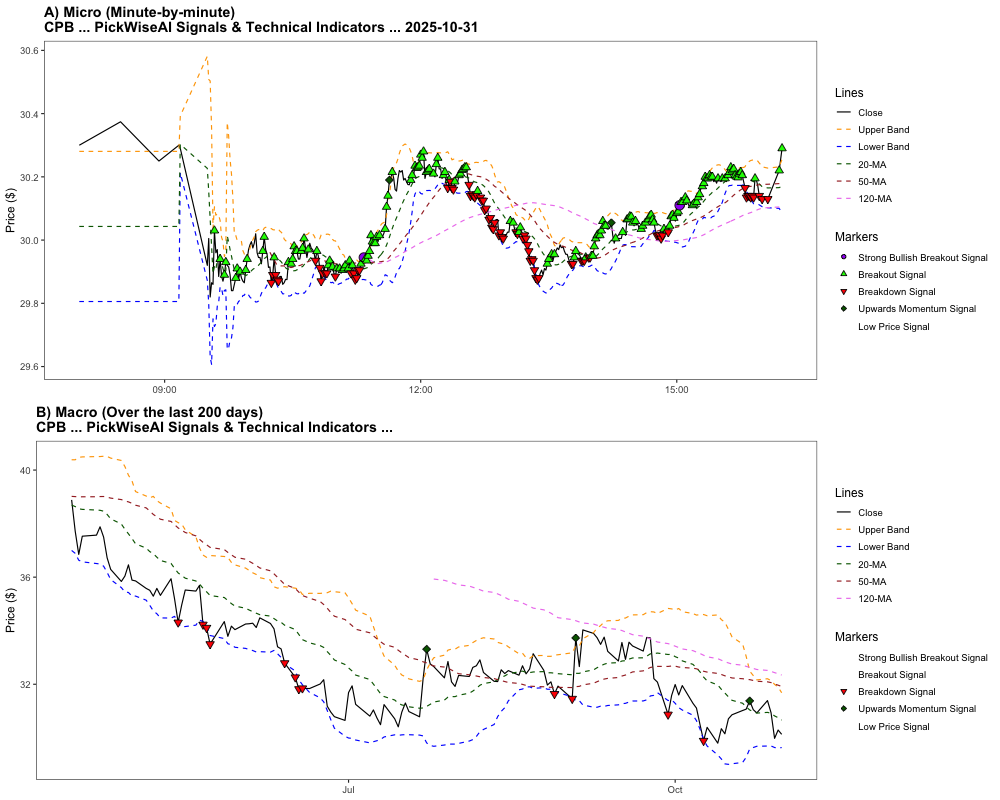 A) Micro (Minute-by-minute)
CPB ... PickWiseAI Signals & Technical Indicators ... 2025-10-31
30.6
30.4
30.2
30.0
29.8
29.6
Price ($)
09:00
12:00
15:00
Lines
Close
Upper Band
Lower Band
20-MA
50-MA
120-MA
Markers
Strong Bullish Breakout Signal
Breakout Signal
Breakdown Signal
Upwards Momentum Signal
Low Price Signal
B) Macro (Over the last 200 days)
CPB ... PickWiseAI Signals & Technical Indicators ...
40
36
32
Price ($)
Jul
Oct
Lines
Close
Upper Band
Lower Band
20-MA
50-MA
120-MA
Markers
Strong Bullish Breakout Signal
Breakout Signal
Breakdown Signal
Upwards Momentum Signal
Low Price Signal